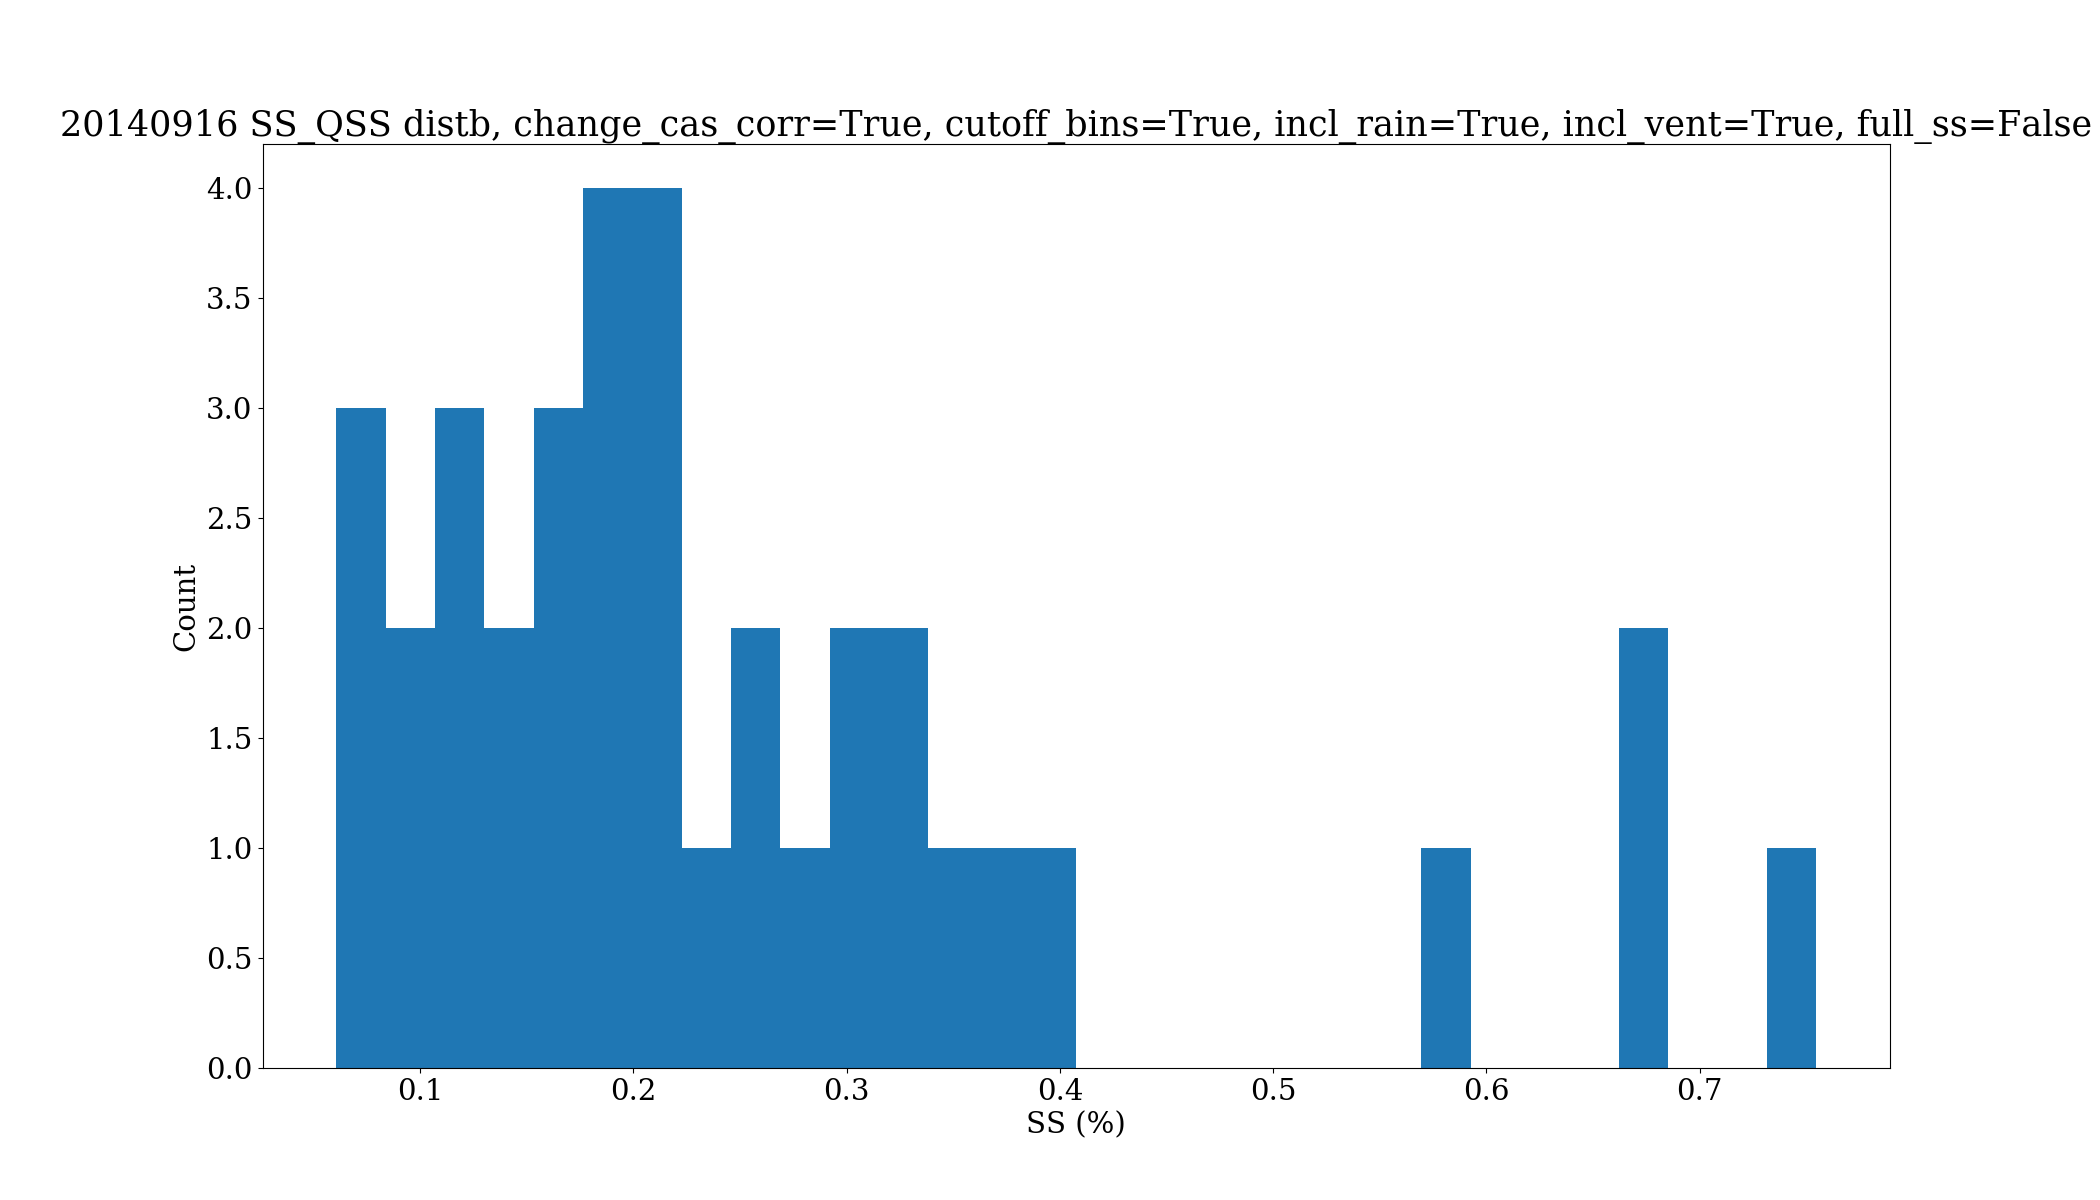 20140916 SS_QSS distb, change_cas_corr=True, cutoff_bins=True, incl_rain=True, incl_vent=True, full_ss=False
4.0
3.5
3.0
2.5
2.0
1.5
1.0
0.5
0.0
Count
0.1 0.2 0.3 0.4 0.5 0.6 0.7
SS (%)